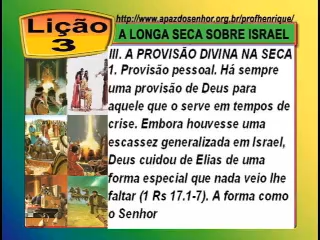 Lição
3
http://www.apazdosenhor.org.br/profhenrique/
A LONGA SECA SOBRE ISRAEL
III. A PROVISÃO DIVINA NA SECA
1. Provisão pessoal. Há sempre
uma provisão de Deus para
aquele que o serve em tempos de
crise. Embora houvesse uma
escassez generalizada em Israel,
Deus cuidou de Elias de uma
forma especial que nada veio lhe
faltar (1 Rs 17.1-7). A forma como
o Senhor